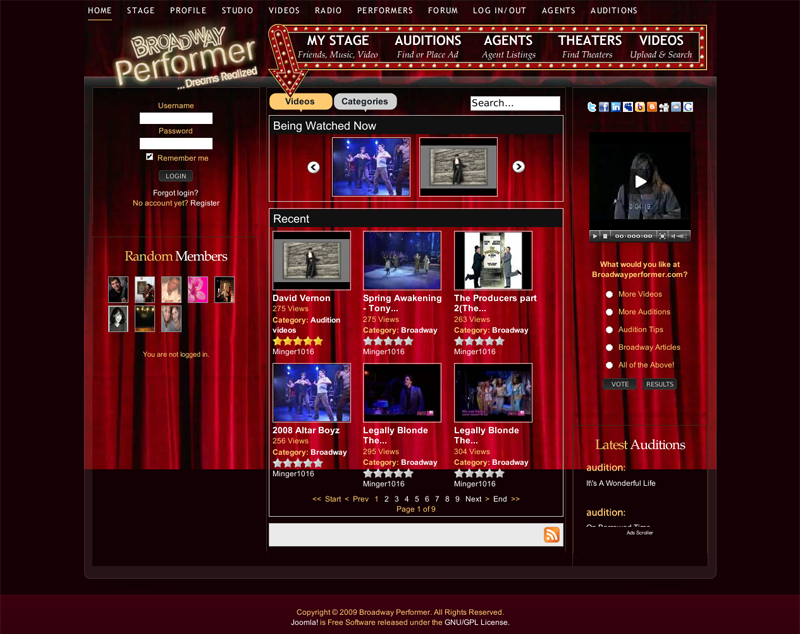 HOME STAGE PROFILE STUDIO VIDEOS RADIO PERFORMERS FORUM LOG IN/OUT AGENTS AUDITIONS
BROADWAY
Performer
...Dreams Realized
MY STAGE AUDITIONS AGENTS THEATERS VIDEOS
Friends, Music, Video Find or Place Ad Agent Listings Find Theaters Upload & Search
Username
Password
Remember me
LOGIN
Forgot login?
No account yet? Register
Random Members
You are not logged in.
Videos Categories Search...
Being Watched Now
Recent
David Vernon
275 Views
Category: Audition
videos
Minger1016
Spring Awakening
- Tony...
275 Views
Category: Broadway
Minger1016
The Producers part
2(The...
263 Views
Category: Broadway
Minger1016
2008 Altar Boyz
256 Views
Category: Broadway
Minger1016
Legally Blonde
The...
295 Views
Category: Broadway
Minger1016
Legally Blonde
The...
304 Views
Category: Broadway
Minger1016
<< Start < Prev 1 2 3 4 5 6 7 8 9 Next > End >>
Page 1 of 9
00:000:00
What would you like at
Broadwayperformer.com?
More Videos
More Auditions
Audition Tips
Broadway Articles
All of the Above!
VOTE RESULTS
Latest Auditions
audition:
It\'s A Wonderful Life
audition:
On Borrowed Time
Ads Scroller
Copyright © 2009 Broadway Performer. All Rights Reserved.
Joomla! is Free Software released under the GNU/GPL License.